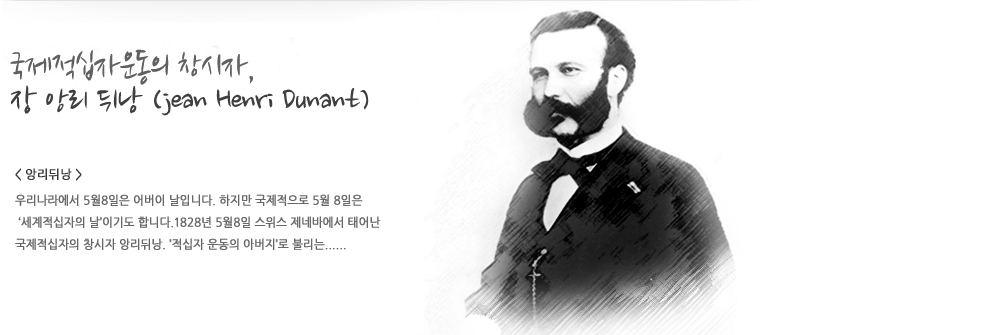 국제적십자운동의 창시자,
장 앙리 뒤낭 (jean Henri Dunant)
< 앙리뒤낭 >
우리나라에서 5월8일은 어버이 날입니다. 하지만 국제적으로 5월 8일은
‘세계적십자의 날’이기도 합니다.1828년 5월8일 스위스 제네바에서 태어난
국제적십자의 창시자 앙리뒤낭. '적십자 운동의 아버지'로 불리는......